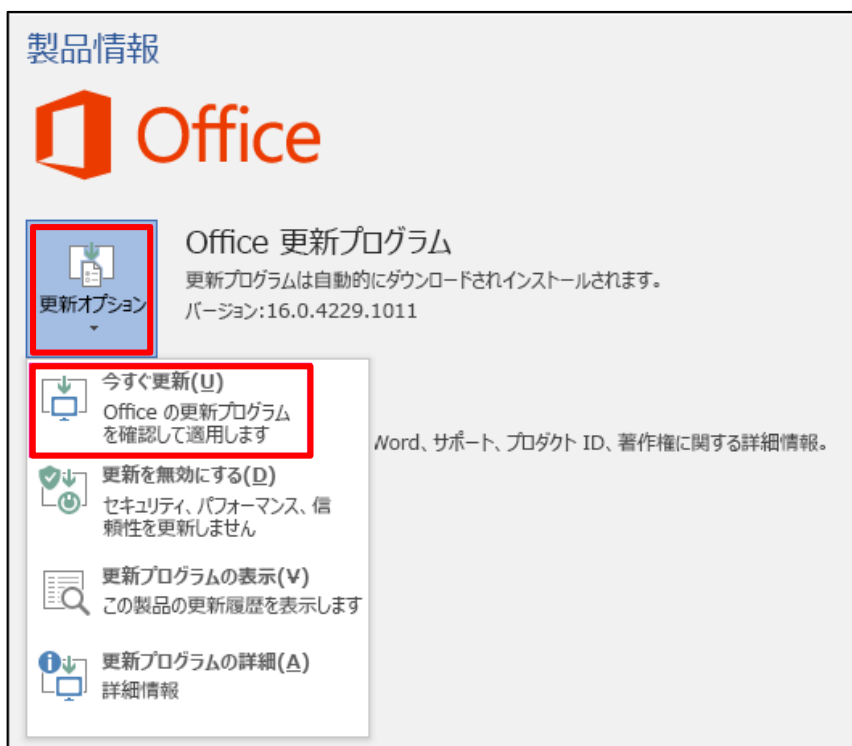 製品情報
Office
Office 更新プログラム
更新プログラムは自動的にダウンロードされインストールされます。
バージョン:16.0.4229.1011
更新オプション
今すぐ更新(U)
Office の更新プログラム
を確認して適用します
Word、サポート、プロダクト ID、著作権に関する詳細情報。
更新を無効にする(D)
セキュリティ、パフォーマンス、信
頼性を更新しません
更新プログラムの表示(V)
この製品の更新履歴を表示します
更新プログラムの詳細(A)
詳細情報